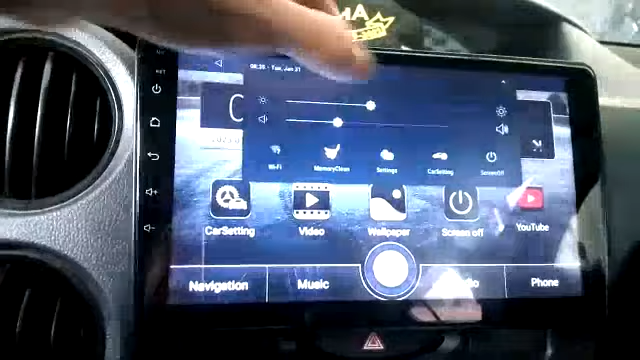 Wi-Fi MemoryClean Settings CarSetting ScreenOff
CarSetting Video Wallpaper Screen off YouTube
Navigation Music Phone